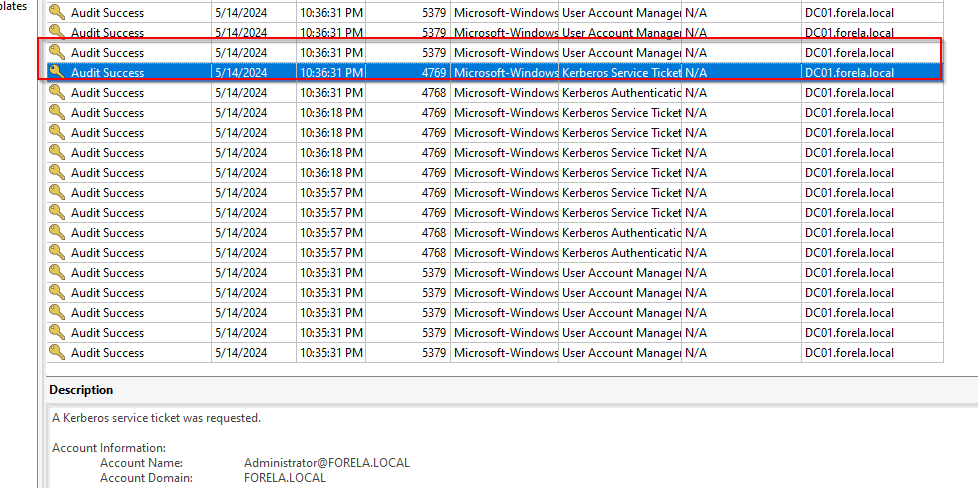 plates
Audit Success 5/14/2024 10:36:31 PM 5379 Microsoft-Windows User Account Manager N/A DC01.forela.local
Audit Success 5/14/2024 10:36:31 PM 5379 Microsoft-Windows User Account Manager N/A DC01.forela.local
Audit Success 5/14/2024 10:36:31 PM 5379 Microsoft-Windows User Account Manager N/A DC01.forela.local
Audit Success 5/14/2024 10:36:31 PM 4769 Microsoft-Windows Kerberos Service Ticket N/A DC01.forela.local
Audit Success 5/14/2024 10:36:31 PM 4768 Microsoft-Windows Kerberos Authenticatic N/A DC01.forela.local
Audit Success 5/14/2024 10:36:18 PM 4769 Microsoft-Windows Kerberos Service Ticket N/A DC01.forela.local
Audit Success 5/14/2024 10:36:18 PM 4769 Microsoft-Windows Kerberos Service Ticket N/A DC01.forela.local
Audit Success 5/14/2024 10:36:18 PM 4769 Microsoft-Windows Kerberos Service Ticket N/A DC01.forela.local
Audit Success 5/14/2024 10:36:18 PM 4768 Microsoft-Windows Kerberos Authenticatic N/A DC01.forela.local
Audit Success 5/14/2024 10:35:57 PM 4769 Microsoft-Windows Kerberos Service Ticket N/A DC01.forela.local
Audit Success 5/14/2024 10:35:57 PM 4769 Microsoft-Windows Kerberos Service Ticket N/A DC01.forela.local
Audit Success 5/14/2024 10:35:57 PM 4768 Microsoft-Windows Kerberos Authenticatic N/A DC01.forela.local
Audit Success 5/14/2024 10:35:57 PM 4768 Microsoft-Windows Kerberos Authenticatic N/A DC01.forela.local
Audit Success 5/14/2024 10:35:31 PM 5379 Microsoft-Windows User Account Manager N/A DC01.forela.local
Audit Success 5/14/2024 10:35:31 PM 5379 Microsoft-Windows User Account Manager N/A DC01.forela.local
Audit Success 5/14/2024 10:35:31 PM 5379 Microsoft-Windows User Account Manager N/A DC01.forela.local
Audit Success 5/14/2024 10:35:31 PM 5379 Microsoft-Windows User Account Manager N/A DC01.forela.local
Audit Success 5/14/2024 10:35:31 PM 5379 Microsoft-Windows User Account Manager N/A DC01.forela.local
Description
A Kerberos service ticket was requested.
Account Information:
Account Name: Administrator@FORELA.LOCAL
Account Domain: FORELA.LOCAL